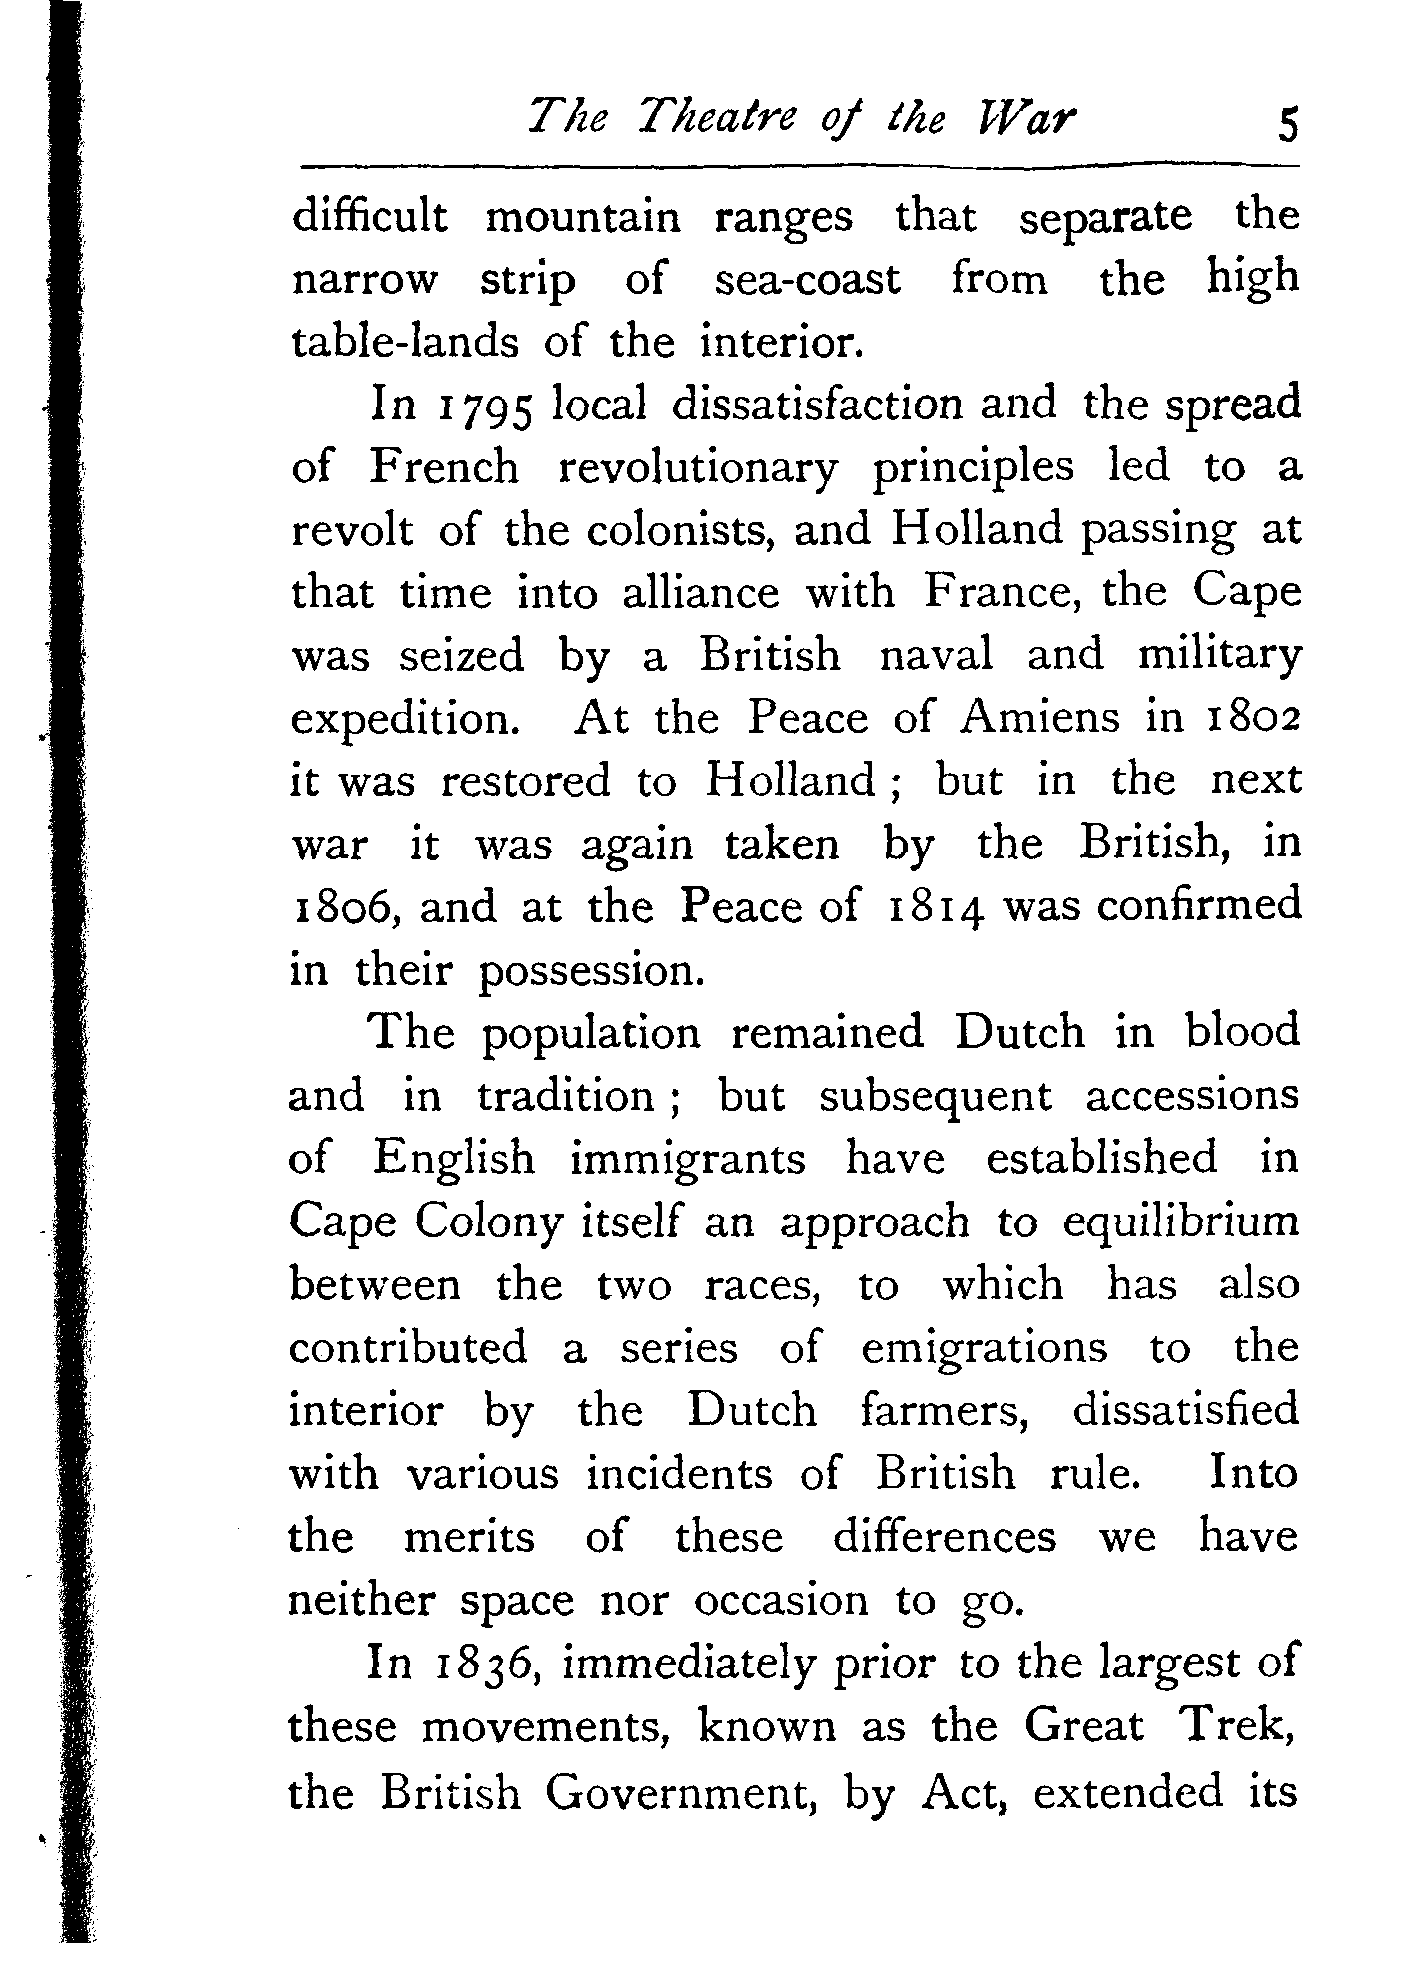 The Theatre of the War 5
difficult mountain ranges that separate the
narrow strip of sea-coast from the high
table-lands of the interior.
In 1795 local dissatisfaction and the spread
of French revolutionary principles led to a
revolt of the colonists, and Holland passing at
that time into alliance with France, the Cape
was seized by a British naval and military
expedition. At the Peace of Amiens in 1802
it was restored to Holland ; but in the next
war it was again taken by the British, in
1806, and at the Peace of 1814 was confirmed
in their possession.
The population remained Dutch in blood
and in tradition ; but subsequent accessions
of English immigrants have established in
Cape Colony itself an approach to equilibrium
between the two races, to which has also
contributed a series of emigrations to the
interior by the Dutch farmers, dissatisfied
with various incidents of British rule. Into
the merits of these differences we have
neither space nor occasion to go.
In 1836, immediately prior to the largest of
these movements, known as the Great Trek,
the British Government, by Act, extended its